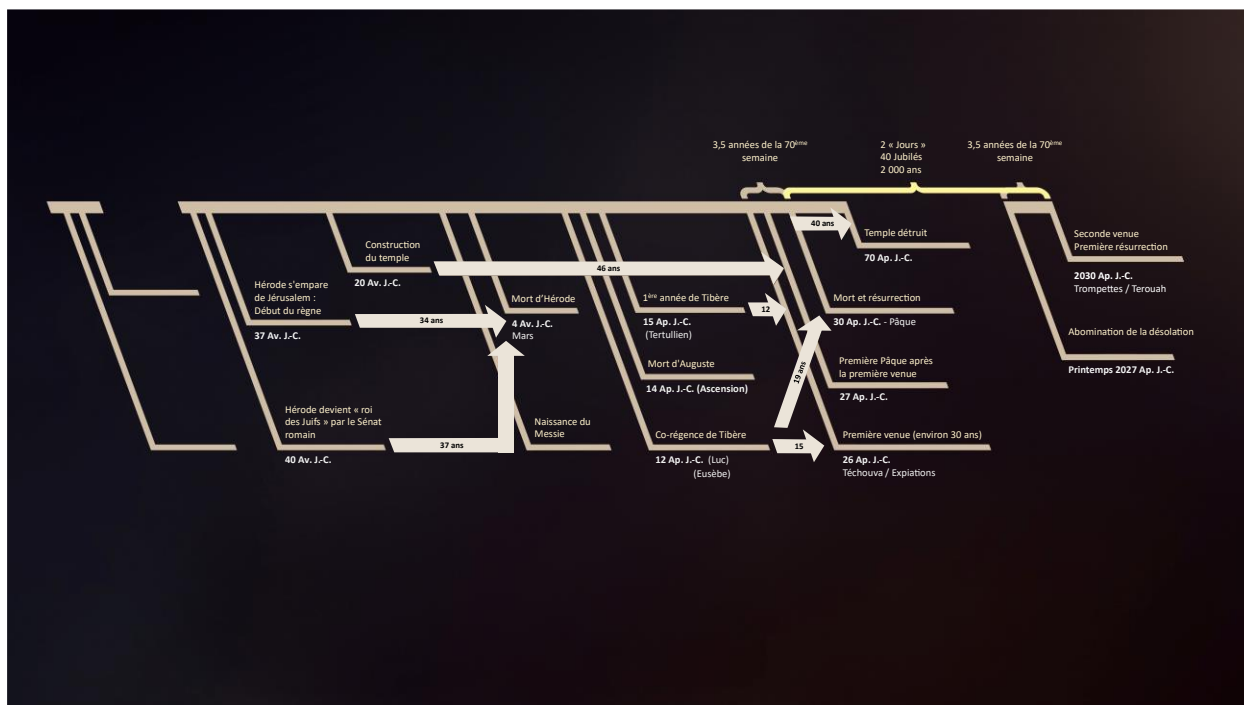 3,5 années de la 70ème
semaine
2 « Jours »
40 Jubilés
2 000 ans
3,5 années de la 70ème
semaine
40 ans
Temple détruit
70 Ap. J.-C.
Seconde venue
Première résurrection
2030 Ap. J.-C.
Trompettes / Terouah
Construction
du temple
20 Av. J.-C.
46 ans
Hérode s'empare
de Jérusalem :
Début du règne
37 Av. J.-C.
34 ans
Mort d'Hérode
4 Av. J.-C.
Mars
1ère année de Tibère
15 Ap. J.-C.
(Tertullien)
12
Mort et résurrection
30 Ap. J.-C. - Pâque
Abomination de la désolation
Printemps 2027 Ap. J.-C.
Mort d'Auguste
14 Ap. J.-C. (Ascension)
19 ans
Première Pâque après
la première venue
27 Ap. J.-C.
Hérode devient « roi
des Juifs » par le Sénat
romain
40 Av. J.-C.
37 ans
Naissance du
Messie
Co-régence de Tibère
12 Ap. J.-C. (Luc)
(Eusèbe)
15
Première venue (environ 30 ans)
26 Ap. J.-C.
Téchouva / Expiations